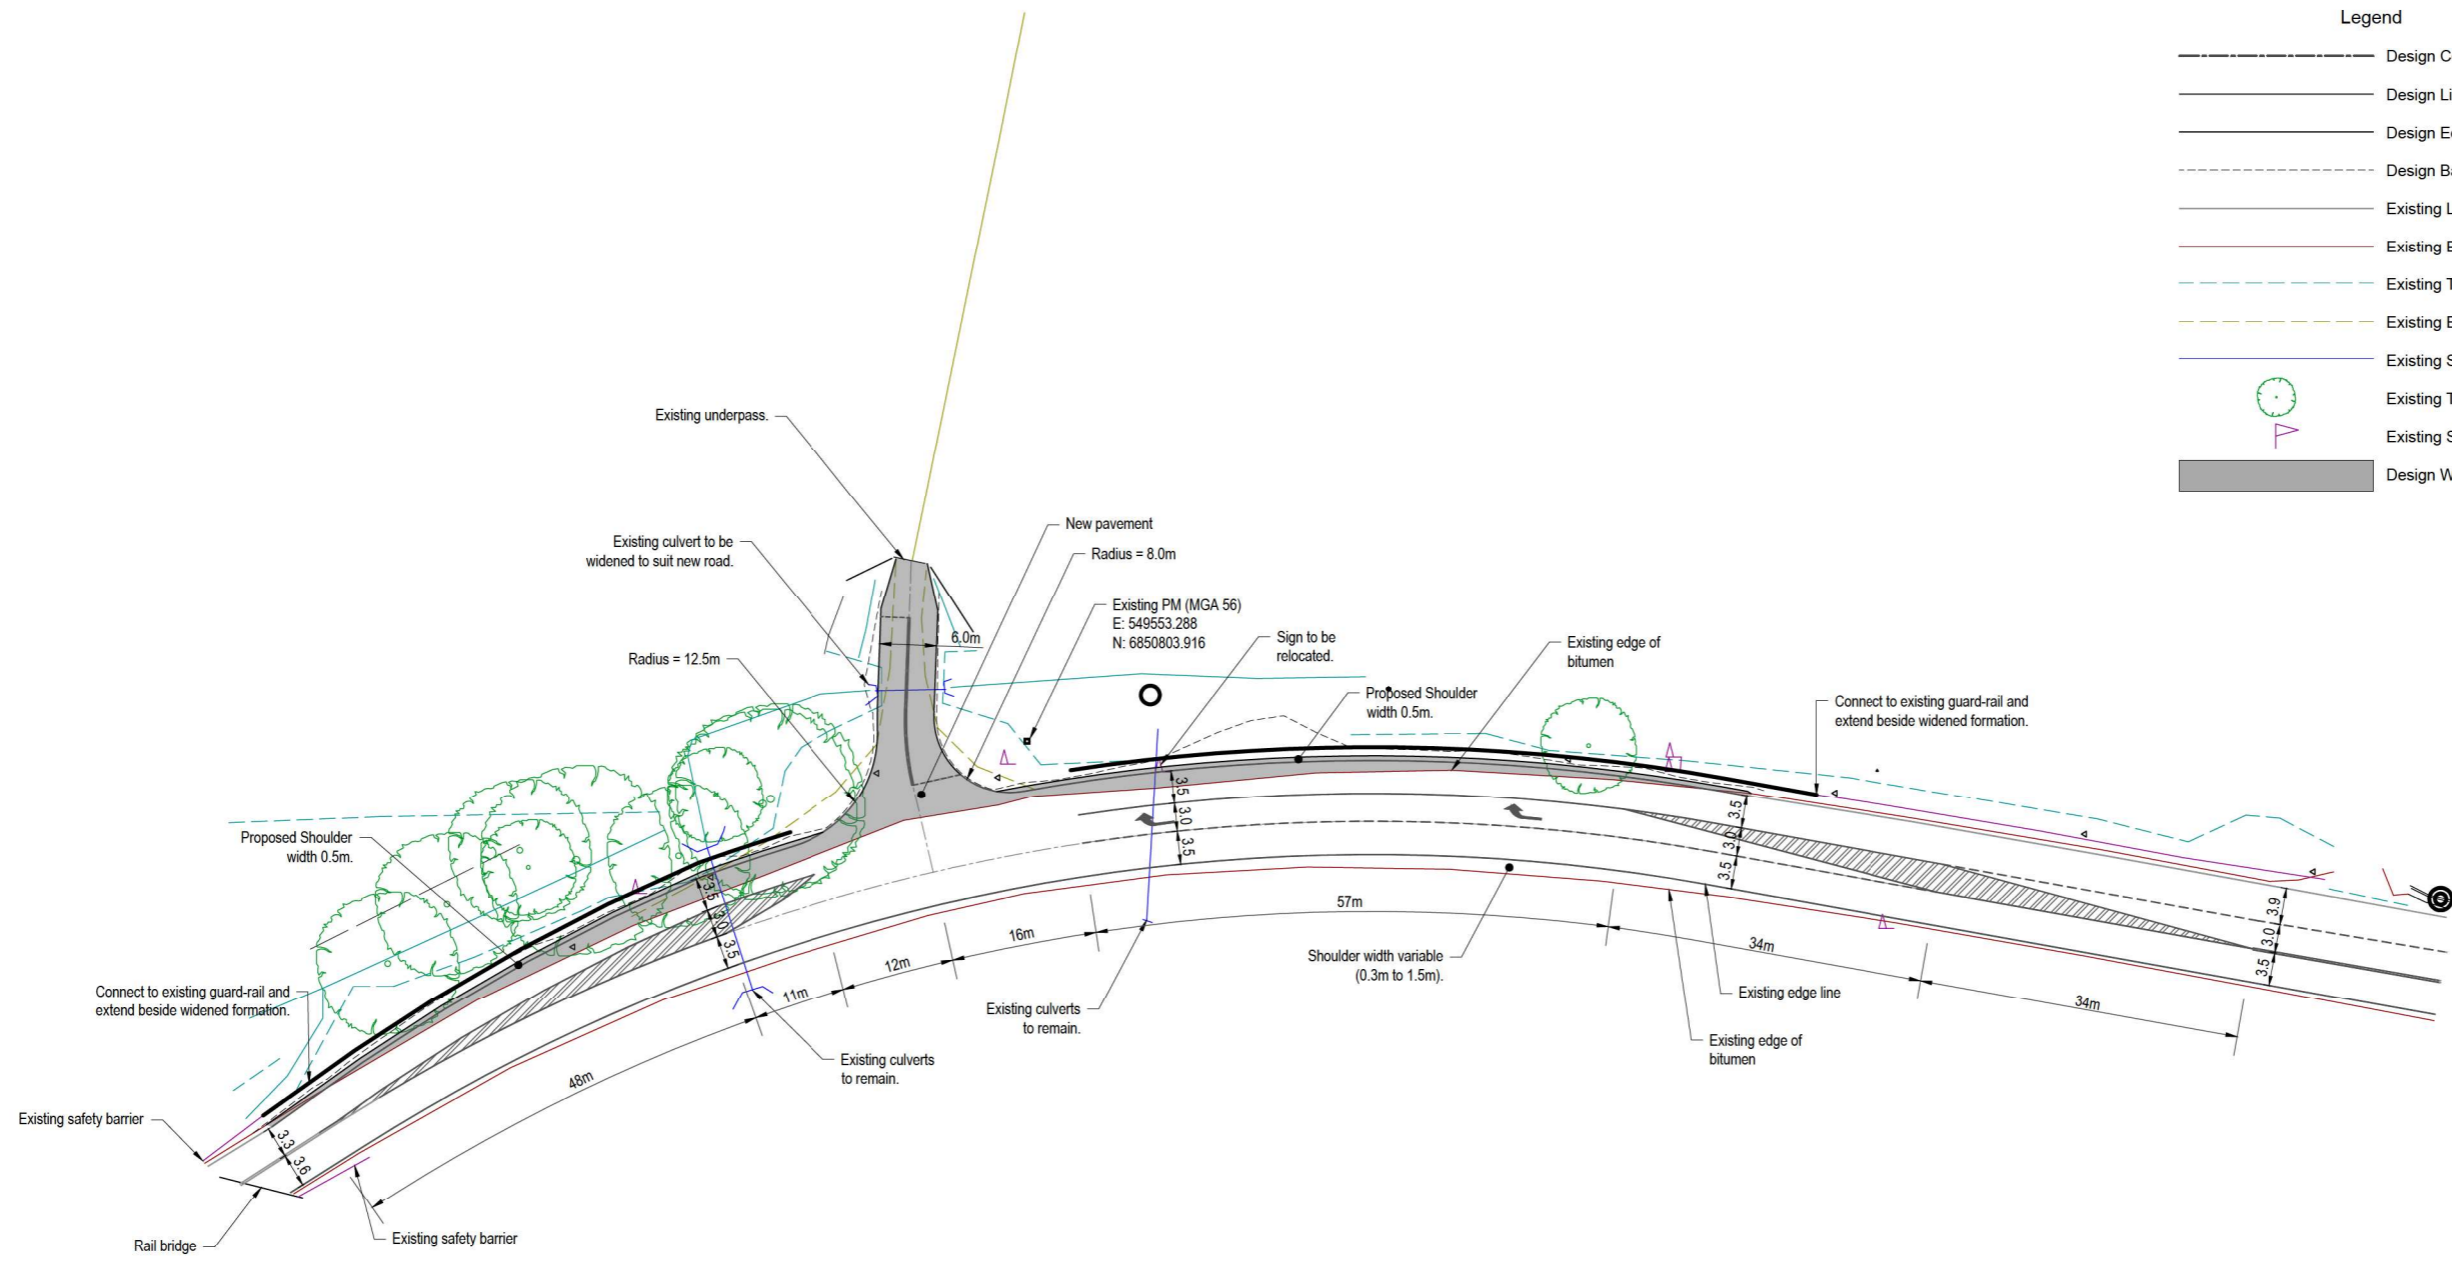 Legend
Design C
Design Li
Design E
Design Ba
Existing L
Existing E
Existing T
Existing E
Existing S
Existing T
Existing S
Design W
Existing underpass.
New pavement
Existing culvert to be
widened to suit new road.
Radius = 8.0m
Existing PM (MGA 56)
E: 549553.288
N: 6850803.916
6.0m
Sign to be
relocated.
Existing edge of
bitumen
Radius = 12.5m
Proposed Shoulder
width 0.5m.
Connect to existing guard-rail and
extend beside widened formation.
3.5
3.0
3.5
3.5
3.0
3.5
Proposed Shoulder
width 0.5m.
3.5
3.0
3.5
3.9
3.0
3.5
57m
16m
12m
11m
34m
34m
48m
Shoulder width variable
(0.3m to 1.5m).
Existing edge line
Existing edge of
bitumen
Existing culverts
to remain.
Existing culverts
to remain.
Connect to existing guard-rail and
extend beside widened formation.
Existing safety barrier
3.3
3.6
Existing safety barrier
Rail bridge